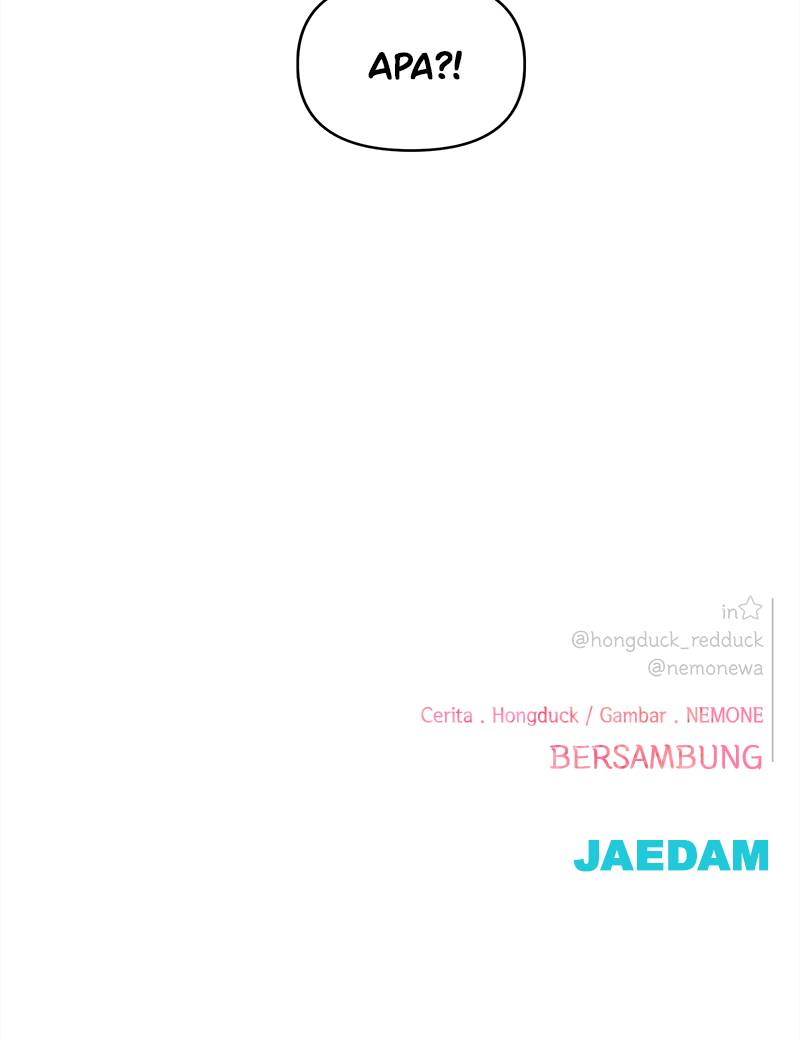 APA?!
in☆
@hongduck_redduck
@nemonewa
Cerita . Hongduck / Gambar . NEMONE
BERSAMBUNG
JAEDAM